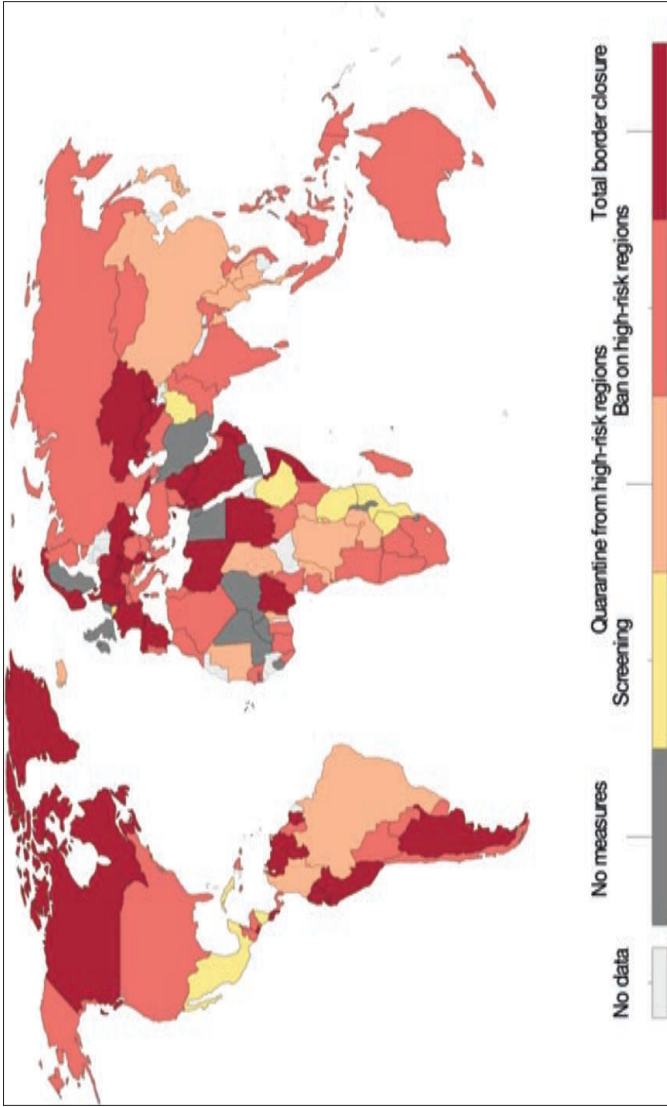 No data
No measures
Screening
Quarantine from high-risk regions
Ban on high-risk regions
Total border closure